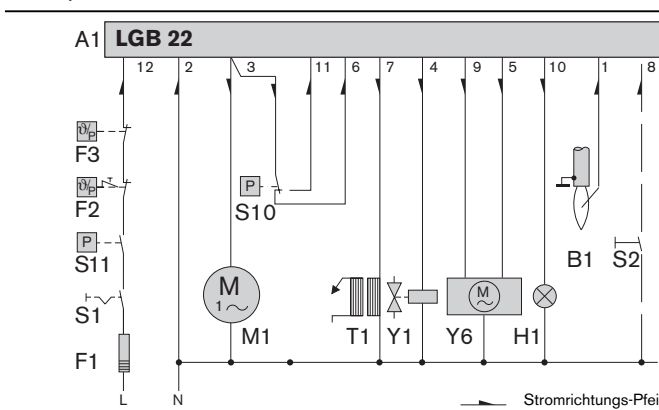 A1 LGB 22
12 2 3 11 6 7 4 9 5 10 1 8
ϑ/P
F3
ϑ/P
F2
P
S10
P
S11
B1 S2
S1
M
1~
M1
T1 Y1
M
Y6 H1
F1
L N
Stromrichtungs-Pfei